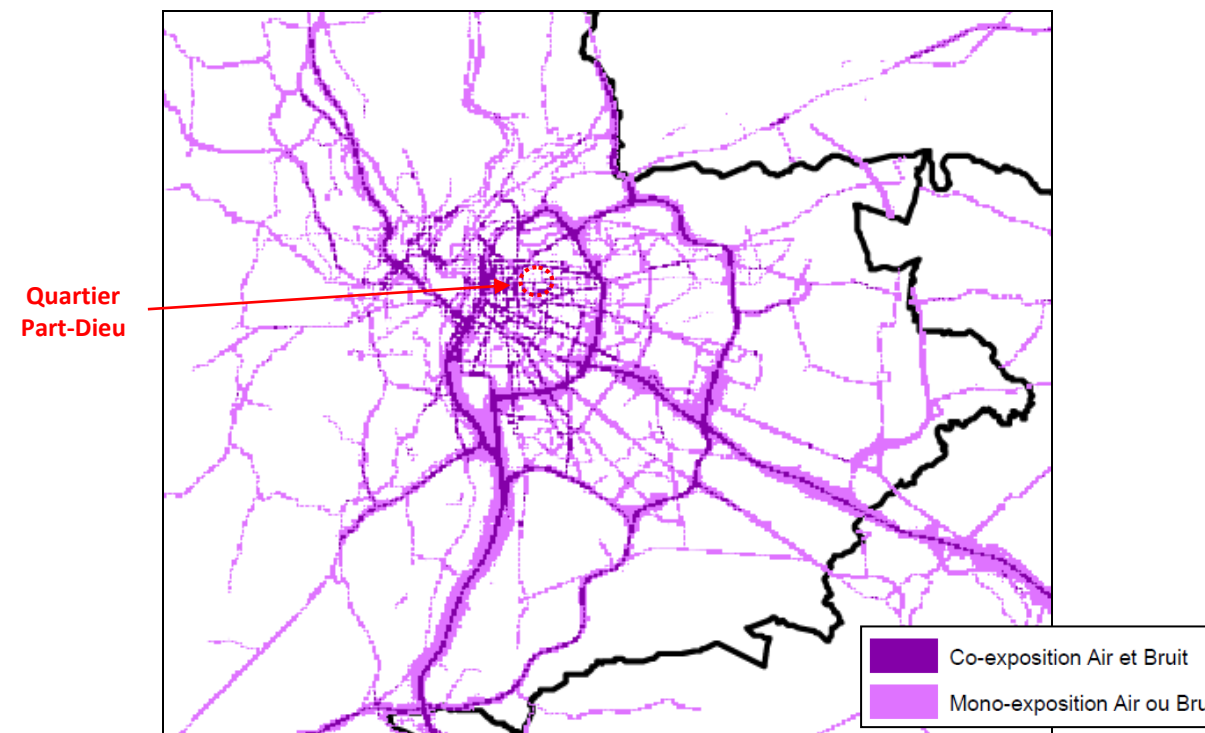 Quartier
Part-Dieu
Co-exposition Air et Bruit
Mono-exposition Air ou Bru